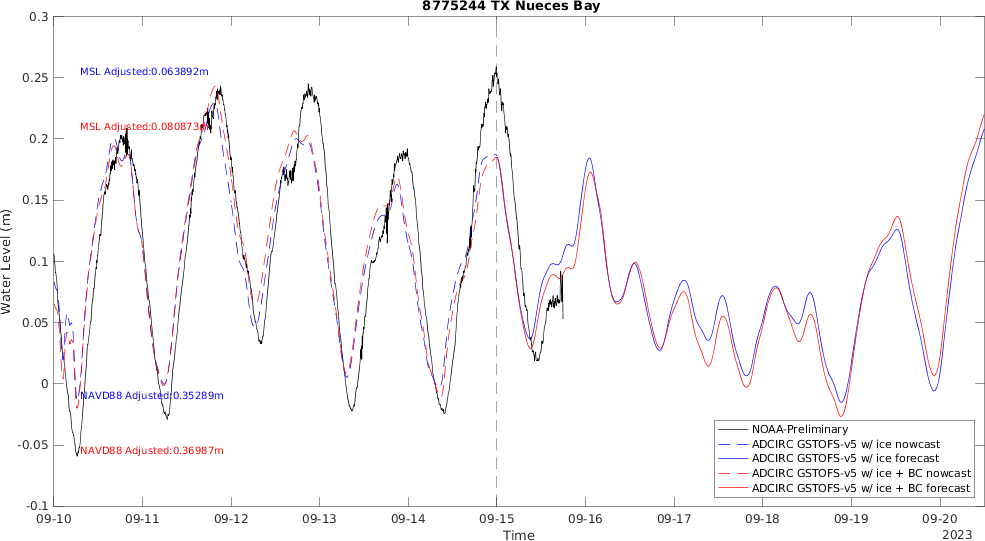 8775244 TX Nueces Bay
0.3
0.25
0.2
0.15
0.1
0.05
0
-0.05
-0.1
Water Level (m)
MSL Adjusted:0.063892m
MSL Adjusted:0.080873m
NAVD88 Adjusted:0.35289m
NAVD88 Adjusted:0.36987m
NOAA-Preliminary
ADCIRC GSTOFS-v5 w/ ice nowcast
ADCIRC GSTOFS-v5 w/ ice forecast
ADCIRC GSTOFS-v5 w/ ice + BC nowcast
ADCIRC GSTOFS-v5 w/ ice + BC forecast
09-10 09-11 09-12 09-13 09-14 09-15 09-16 09-17 09-18 09-19 09-20
Time
2023